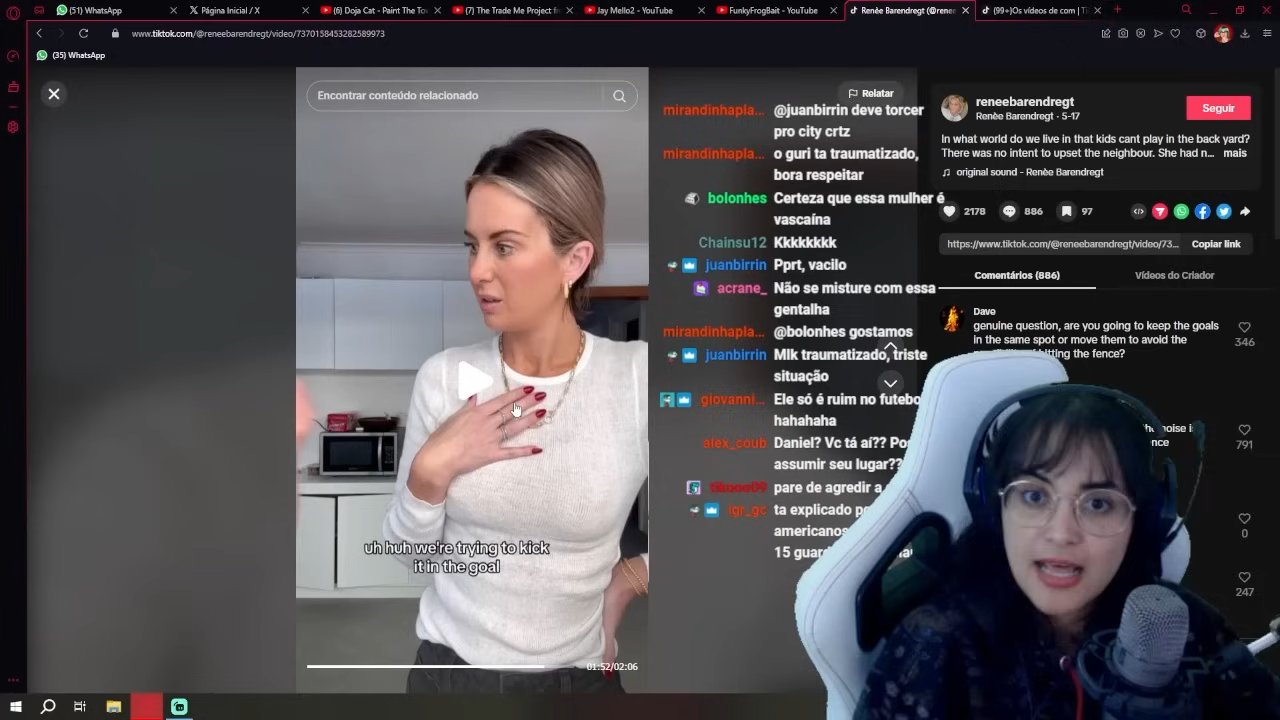 (51) WhatsApp
Página Inicial / X
(6) Doja Cat - Paint The To
(7) The Trade Me Project f
Jay Mello2 - YouTube
FunkyFrogBait - YouTube
Renèe Barendregt (@rene
(99+)Os vídeos de com | Ti
www.tiktok.com/@reneebarendregt/video/7370158453282589973
(35) WhatsApp
Encontrar conteúdo relacionado
Relatar
mirandinhapla... @juanbirrin deve torcer
pro city crtz
mirandinhapla... o guri ta traumatizado,
bora respeitar
bolonhes Certeza que essa mulher é
vascaína
Chainsu12 Kkkkkkkk
juanbirrin Pprt, vacilo
acrane_ Não se misture com essa
gentalha
mirandinhapla... @bolonhes gostamos
juanbirrin Mlk traumatizado, triste
situação
giovanni... Ele só é ruim no futebo
hahahaha
alex_coub Daniel? Vc tá aí?? Po
assumir seu lugar??
pare de agredir a
igr_gc ta explicado po
americanos
15 guar
uh huh we're trying to kick
it in the goal
01:52/02:06
reneebarendregt
Renèe Barendregt · 5-17
Seguir
In what world do we live in that kids cant play in the back yard?
There was no intent to upset the neighbour. She had n... mais
original sound - Renèe Barendregt
2178 886 97
https://www.tiktok.com/@reneebarendregt/video/73...
Copiar link
Comentários (886)
Vídeos do Criador
Dave
genuine question, are you going to keep the goals
in the same spot or move them to avoid the
hitting the fence?
346
noise
ence
791
0
247